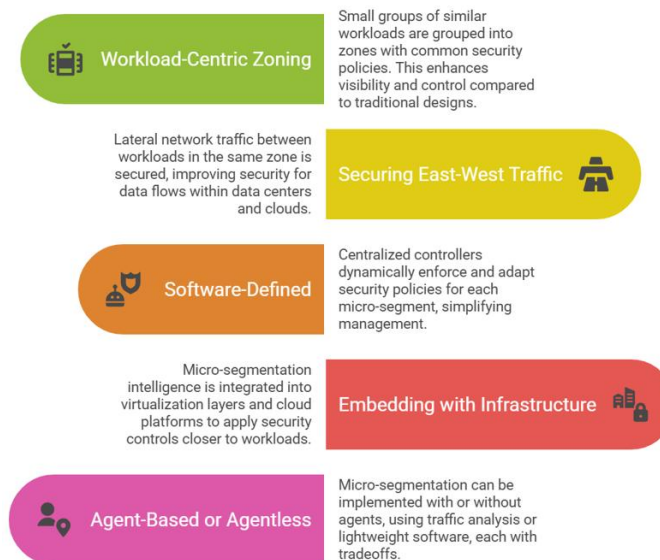 Workload-Centric Zoning
Small groups of similar
workloads are grouped into
zones with common security
policies. This enhances
visibility and control compared
to traditional designs.
Lateral network traffic between
workloads in the same zone is
secured, improving security for
data flows within data centers
and clouds.
Securing East-West Traffic
Software-Defined
Centralized controllers
dynamically enforce and adapt
security policies for each
micro-segment, simplifying
management.
Micro-segmentation
intelligence is integrated into
virtualization layers and cloud
platforms to apply security
controls closer to workloads.
Embedding with Infrastructure
Agent-Based or Agentless
Micro-segmentation can be
implemented with or without
agents, using traffic analysis or
lightweight software, each with
tradeoffs.